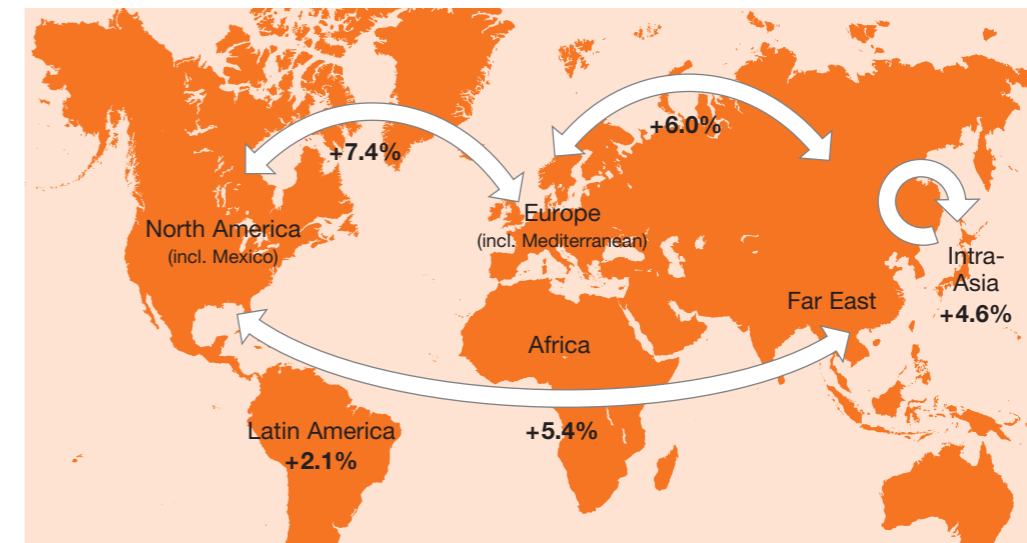 +6.0%
+7.4%
Europe
(incl. Mediterranean)
North America
(incl. Mexico)
Intra-
Asia
+4.6%
Far East
Africa
Latin America
+2.1%
+5.4%